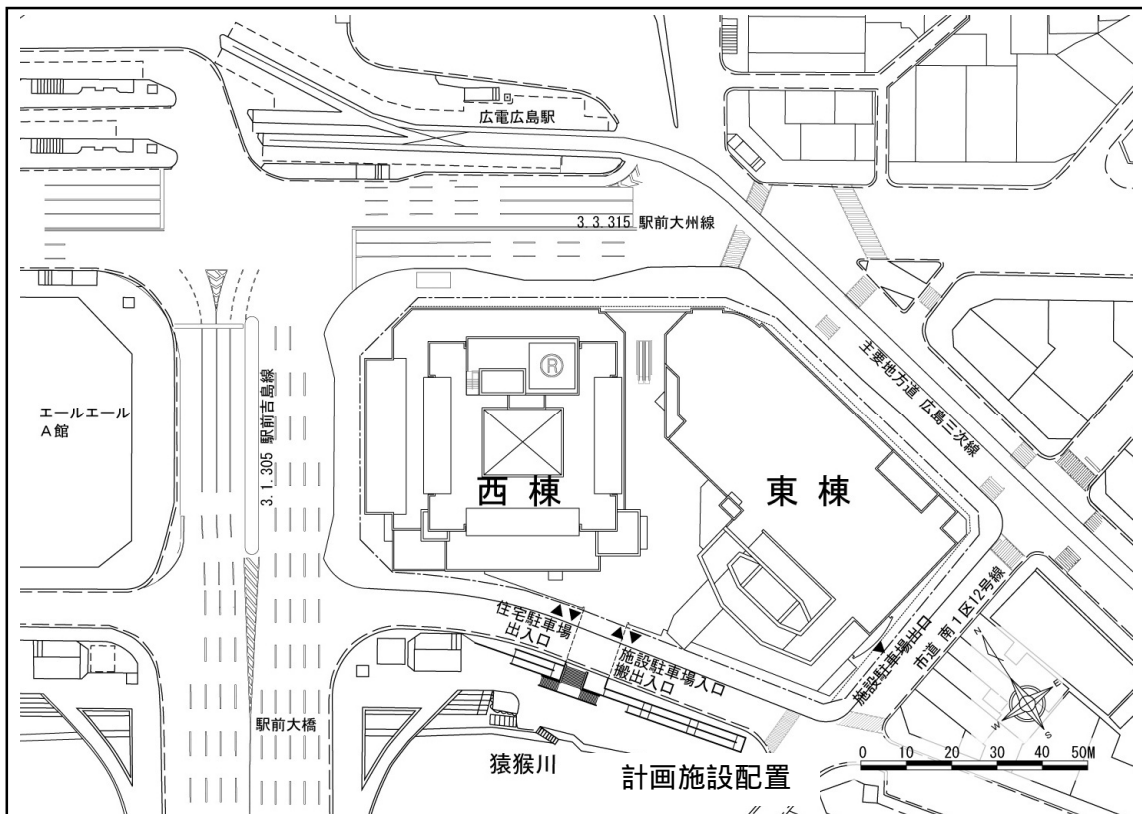 広電広島駅
3.3.315 駅前大州線
主要地方道 広島三次線
エールエール
A館
3.1.305 駅前吉島線
R
西棟
東棟
住宅駐車場
出入口
施設駐車場入口
搬出入口
施設駐車場出口
市道 南1区12号線
N
E
W
S
駅前大橋
猿猴川
計画施設配置
0 10 20 30 40 50M